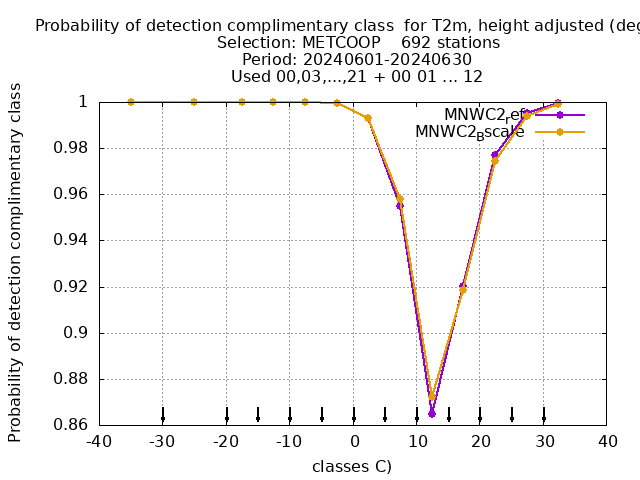 Probability of detection complimentary class  for T2m, height adjusted (deg
Selection: METCOOP    692 stations
Period: 20240601-20240630
Used 00,03,...,21 + 00 01 ... 12
Probability of detection complimentary class
1
0.98
0.96
0.94
0.92
0.9
0.88
0.86
MNWC2ref
MNWC2Bscale
-40 -30 -20 -10 0 10 20 30 40
classes C)